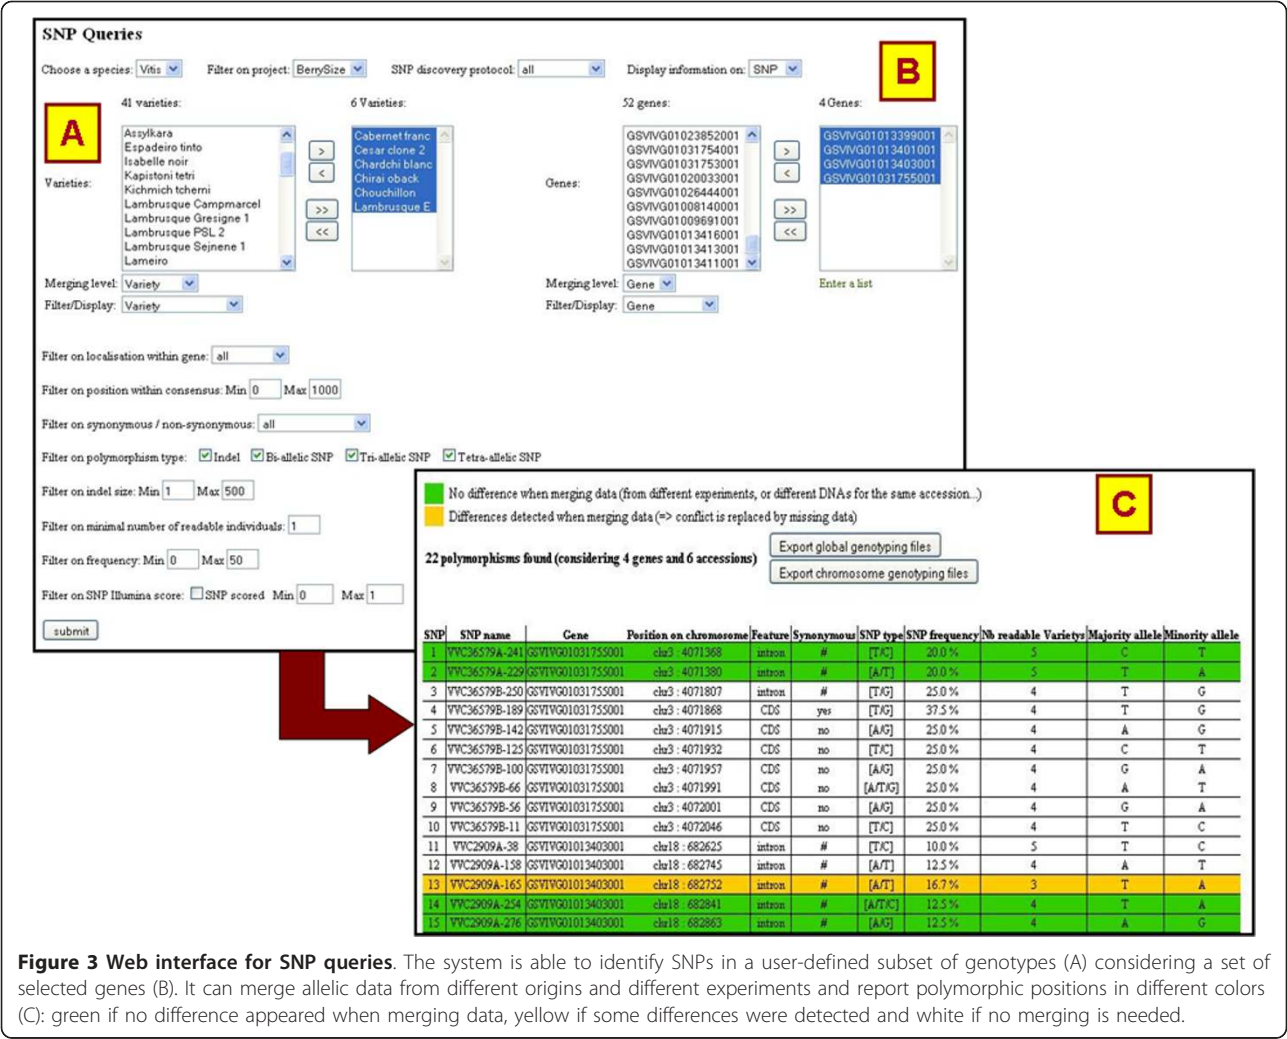 SNP Queries
Choose a species: Vitis Filter on project: BerrySize SNP discovery protocol: all Display information on: SNP
B
41 varieties: 6 Varieties: 52 genes: 4 Genes:
A
Varieties:
Assylkara
Espadeiro tinto
Isabelle noir
Kapistoni tetri
Kichmich tcherni
Lambrusque Campmarcel
Lambrusque Gresigne 1
Lambrusque PSL 2
Lambrusque Sejnene 1
Lameiro
>
<
>>
<<
Cabernet franc
Cesar clone 2
Chardchi blanc
Chirai oback
Chouchillon
Lambrusque E
Genes:
GSVIVG01023852001
GSVIVG01031754001
GSVIVG01031753001
GSVIVG01020033001
GSVIVG01026444001
GSVIVG01008140001
GSVIVG01009691001
GSVIVG01013416001
GSVIVG01013413001
GSVIVG01013411001
>
<
>>
<<
GSVIVG01013399001
GSVIVG01013401001
GSVIVG01013403001
GSVIVG01031755001
Merging level: Variety Merging level: Gene Enter a list
Filter/Display: Variety Filter/Display: Gene
Filter on localisation within gene: all
Filter on position within consensus: Min 0 Max 1000
Filter on synonymous / non-synonymous: all
Filter on polymorphism type: Indel Bi-allelic SNP Tri-allelic SNP Tetra-allelic SNP
Filter on indel size: Min 1 Max 500
Filter on minimal number of readable individuals: 1
Filter on frequency: Min 0 Max 50
Filter on SNP Illumina score: SNP scored Min 0 Max 1
submit
C
No difference when merging data (from different experiments, or different DNAs for the same accession...)
Differences detected when merging data (=> conflict is replaced by missing data)
22 polymorphisms found (considering 4 genes and 6 accessions)
Export global genotyping files
Export chromosome genotyping files
SNP SNP name Gene Position on chromosome Feature Synonymous SNP type SNP frequency Nb readable Varietys Majority allele Minority allele
1 VVC36579A-241 GSVIVG01031755001 chr3 : 4071368 intron # [T/C] 20.0 % 5 C T
2 VVC36579A-229 GSVIVG01031755001 chr3 : 4071380 intron # [A/T] 20.0 % 5 T A
3 VVC36579B-250 GSVIVG01031755001 chr3 : 4071807 intron # [T/G] 25.0 % 4 T G
4 VVC36579B-189 GSVIVG01031755001 chr3 : 4071868 CDS yes [T/G] 37.5 % 4 T G
5 VVC36579B-142 GSVIVG01031755001 chr3 : 4071915 CDS no [A/G] 25.0 % 4 A G
6 VVC36579B-125 GSVIVG01031755001 chr3 : 4071932 CDS no [T/C] 25.0 % 4 C T
7 VVC36579B-100 GSVIVG01031755001 chr3 : 4071957 CDS no [A/G] 25.0 % 4 G A
8 VVC36579B-66 GSVIVG01031755001 chr3 : 4071991 CDS no [A/T/G] 25.0 % 4 A T
9 VVC36579B-56 GSVIVG01031755001 chr3 : 4072001 CDS no [A/G] 25.0 % 4 G A
10 VVC36579B-11 GSVIVG01031755001 chr3 : 4072046 CDS no [T/C] 25.0 % 4 T C
11 VVC2909A-38 GSVIVG01013403001 chr18 : 682625 intron # [T/C] 10.0 % 5 T C
12 VVC2909A-158 GSVIVG01013403001 chr18 : 682745 intron # [A/T] 12.5 % 4 A T
13 VVC2909A-165 GSVIVG01013403001 chr18 : 682752 intron # [A/T] 16.7 % 3 T A
14 VVC2909A-254 GSVIVG01013403001 chr18 : 682841 intron # [A/T/C] 12.5 % 4 T A
15 VVC2909A-276 GSVIVG01013403001 chr18 : 682863 intron # [A/G] 12.5 % 4 A G
Figure 3 Web interface for SNP queries. The system is able to identify SNPs in a user-defined subset of genotypes (A) considering a set of
selected genes (B). It can merge allelic data from different origins and different experiments and report polymorphic positions in different colors
(C): green if no difference appeared when merging data, yellow if some differences were detected and white if no merging is needed.